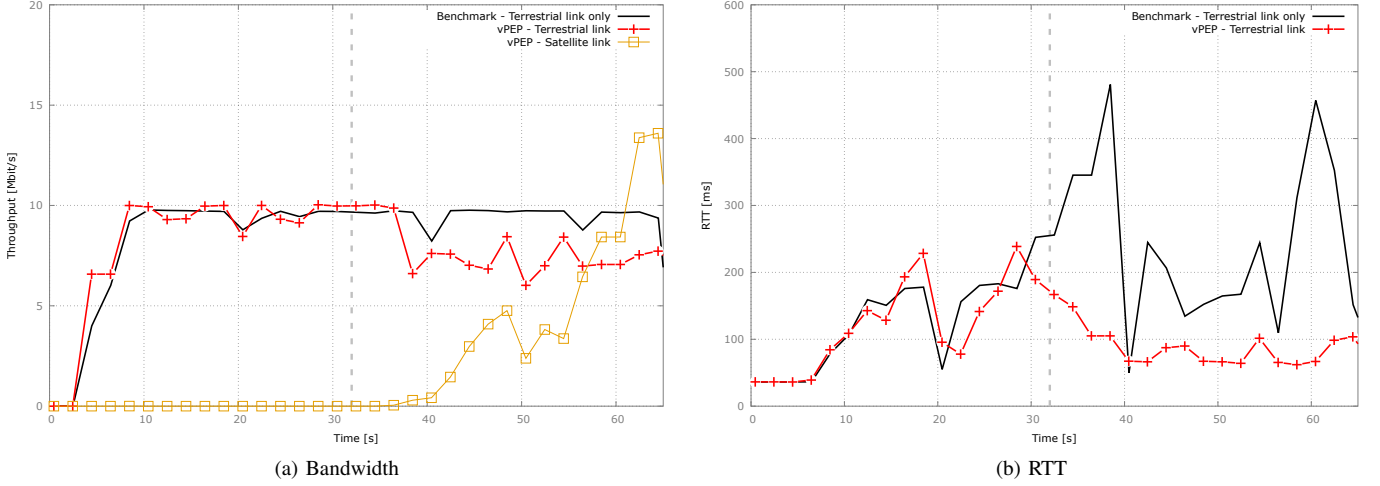 20
15
10
5
0
0
10
20
30
40
50
60
Throughput [Mbit/s]
Time [s]
Benchmark - Terrestrial link only
vPEP - Terrestrial link
vPEP - Satellite link
(a) Bandwidth
600
500
400
300
200
100
0
0
10
20
30
40
50
60
RTT [ms]
Time [s]
Benchmark - Terrestrial link only
vPEP - Terrestrial link
(b) RTT